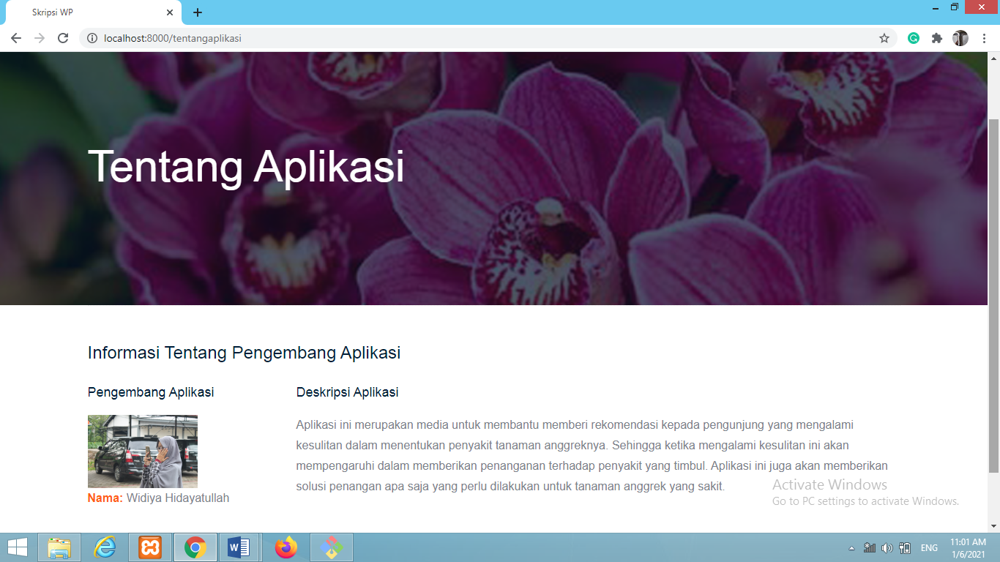 Skripsi WP
localhost:8000/tentangaplikasi
Tentang Aplikasi
Informasi Tentang Pengembang Aplikasi
Pengembang Aplikasi
Nama: Widiya Hidayatullah
Deskripsi Aplikasi
Aplikasi ini merupakan media untuk membantu memberi rekomendasi kepada pengunjung yang mengalami
kesulitan dalam menentukan penyakit tanaman anggreknya. Sehingga ketika mengalami kesulitan ini akan
mempengaruhi dalam memberikan penanganan terhadap penyakit yang timbul. Aplikasi ini juga akan memberikan
solusi penangan apa saja yang perlu dilakukan untuk tanaman anggrek yang sakit.
Activate Windows
Go to PC settings to activate Windows.
ENG
11:01 AM
1/6/2021